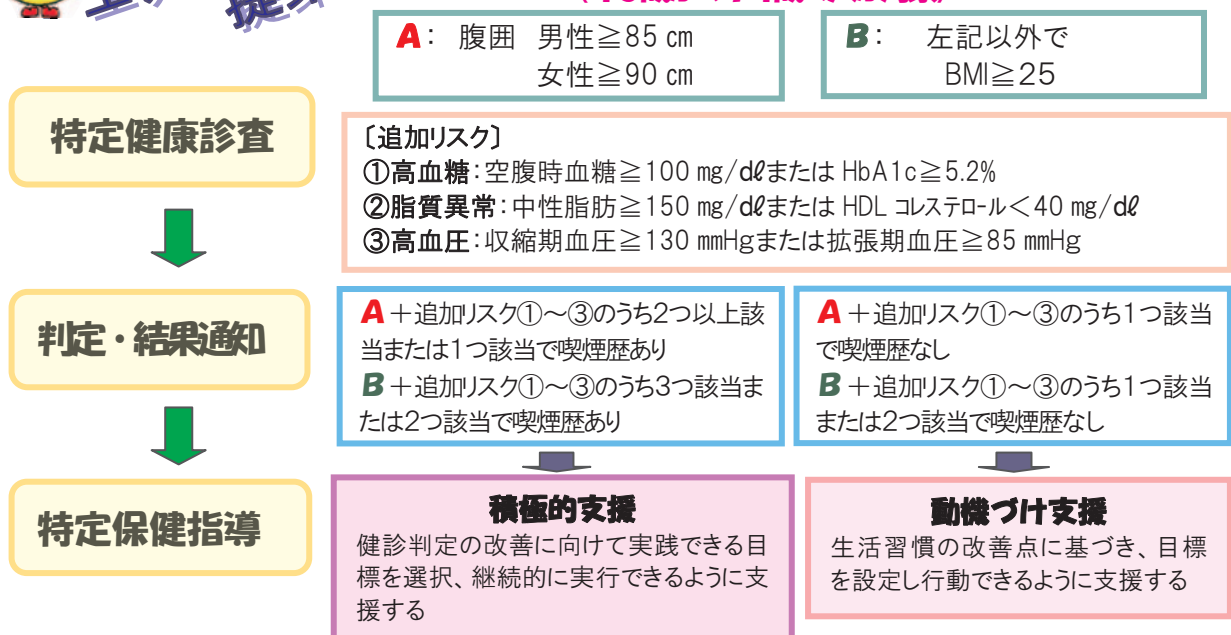 A： 腹囲 男性≧85 cm
女性≧90 cm
B： 左記以外で
BMI≧25
特定健康診査
〔追加リスク〕
①高血糖：空腹時血糖≧100 mg/dℓまたは HbA1c≧5.2%
②脂質異常：中性脂肪≧150 mg/dℓまたは HDL コレステロール＜40 mg/dℓ
③高血圧：収縮期血圧≧130 mmHgまたは拡張期血圧≧85 mmHg
判定・結果通知
A＋追加リスク①～③のうち2つ以上該
当または1つ該当で喫煙歴あり
B＋追加リスク①～③のうち3つ該当ま
たは2つ該当で喫煙歴あり
A＋追加リスク①～③のうち1つ該当
で喫煙歴なし
B＋追加リスク①～③のうち1つ該当
または2つ該当で喫煙歴なし
特定保健指導
積極的支援
健診判定の改善に向けて実践できる目
標を選択、継続的に実行できるように支
援する
動機づけ支援
生活習慣の改善点に基づき、目標
を設定し行動できるように支援する